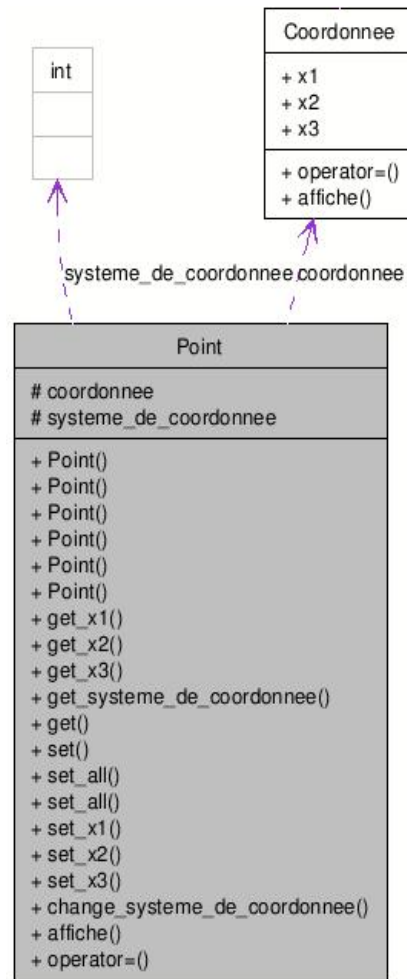 Coordonnee
int
+ x1
+ x2
+ x3
+ operator=()
+ affiche()
systeme_de_coordonnee coordonnee
Point
# coordonnee
# systeme_de_coordonnee
+ Point()
+ Point()
+ Point()
+ Point()
+ Point()
+ Point()
+ get_x1()
+ get_x2()
+ get_x3()
+ get_systeme_de_coordonnee()
+ get()
+ set()
+ set_all()
+ set_all()
+ set_x1()
+ set_x2()
+ set_x3()
+ change_systeme_de_coordonnee()
+ affiche()
+ operator=()